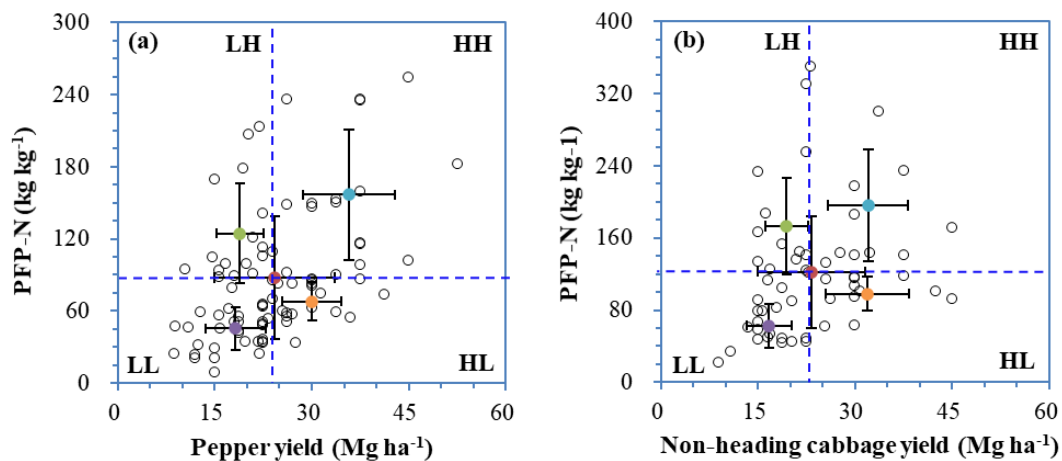 (a)
LH
HH
300
240
180
120
60
0
PFP-N (kg kg⁻¹)
LL
HL
0
15
30
45
60
Pepper yield (Mg ha⁻¹)
(b)
LH
HH
400
320
240
160
80
0
PFP-N (kg kg-1)
LL
HL
0
15
30
45
60
Non-heading cabbage yield (Mg ha⁻¹)